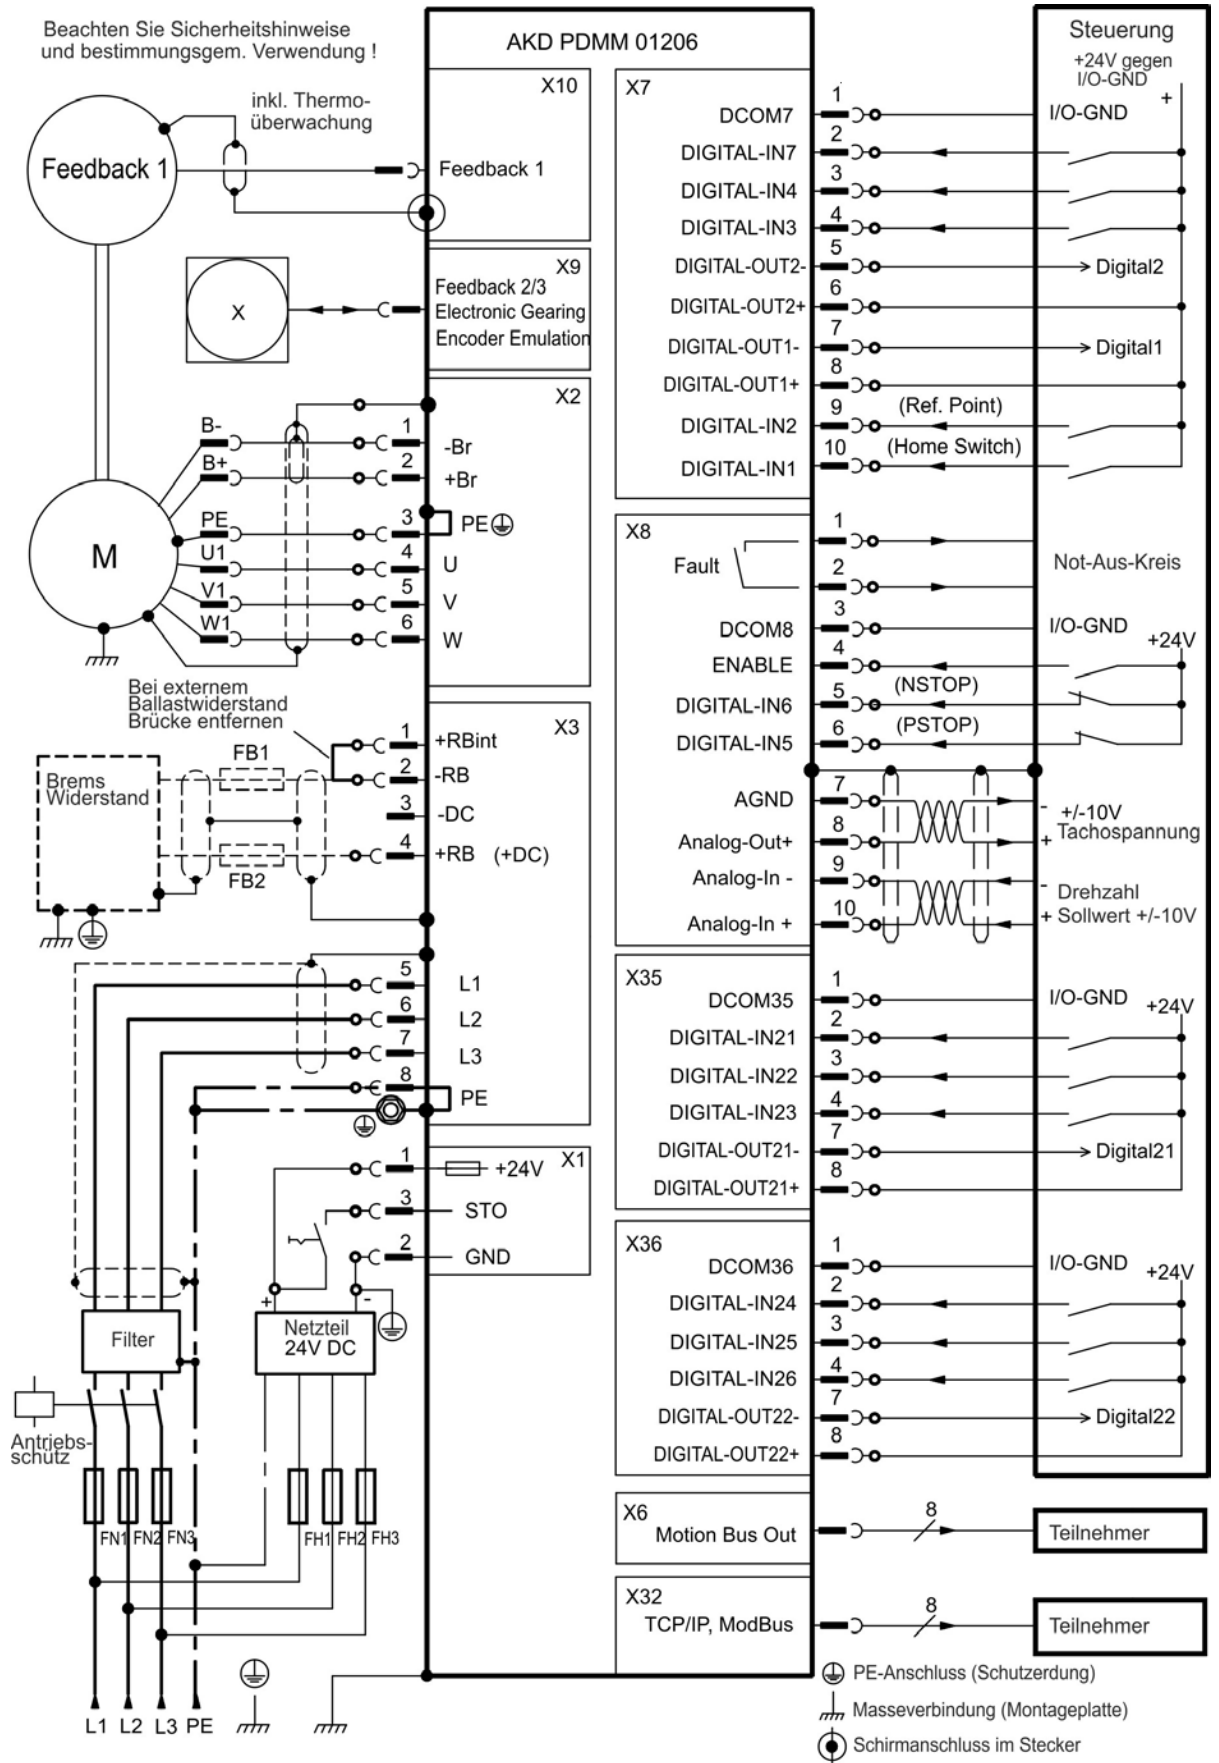 Beachten Sie Sicherheitshinweise
und bestimmungsgem. Verwendung !
AKD PDMM 01206
Steuerung
+24V gegen
I/O-GND
+
inkl. Thermo-
überwachung
Feedback 1
X10
Feedback 1
X9
Feedback 2/3
Electronic Gearing
Encoder Emulation
X
X2
B-
1
-Br
B+
2
+Br
PE
3
PE
U1
4
U
V1
5
V
W1
6
W
M
Bei externem
Ballastwiderstand
Brücke entfernen
X3
Brems
Widerstand
FB1
FB2
1
+RBint
2
-RB
3
-DC
4
+RB (+DC)
5
L1
6
L2
7
L3
8
PE
X1
1
+24V
3
STO
2
GND
+
-
Netzteil
24V DC
Filter
Antriebs-
schütz
FN1 FN2 FN3
FH1 FH2 FH3
L1 L2 L3 PE
X7
DCOM7
1
I/O-GND
DIGITAL-IN7
2
DIGITAL-IN4
3
DIGITAL-IN3
4
DIGITAL-OUT2-
5
Digital2
DIGITAL-OUT2+
6
DIGITAL-OUT1-
7
Digital1
DIGITAL-OUT1+
8
DIGITAL-IN2
9
(Ref. Point)
DIGITAL-IN1
10
(Home Switch)
X8
Fault
1
2
Not-Aus-Kreis
DCOM8
3
I/O-GND
+24V
ENABLE
4
DIGITAL-IN6
5
(NSTOP)
DIGITAL-IN5
6
(PSTOP)
AGND
7
-
Analog-Out+
8
+
+/-10V
Tachospannung
Analog-In -
9
-
Analog-In +
10
+
Drehzahl
Sollwert +/-10V
X35
DCOM35
1
I/O-GND
+24V
DIGITAL-IN21
2
DIGITAL-IN22
3
DIGITAL-IN23
4
DIGITAL-OUT21-
7
Digital21
DIGITAL-OUT21+
8
X36
DCOM36
1
I/O-GND
+24V
DIGITAL-IN24
2
DIGITAL-IN25
3
DIGITAL-IN26
4
DIGITAL-OUT22-
7
Digital22
DIGITAL-OUT22+
8
X6
Motion Bus Out
8
Teilnehmer
X32
TCP/IP, ModBus
8
Teilnehmer
PE-Anschluss (Schutzerdung)
Masseverbindung (Montageplatte)
Schirmanschluss im Stecker